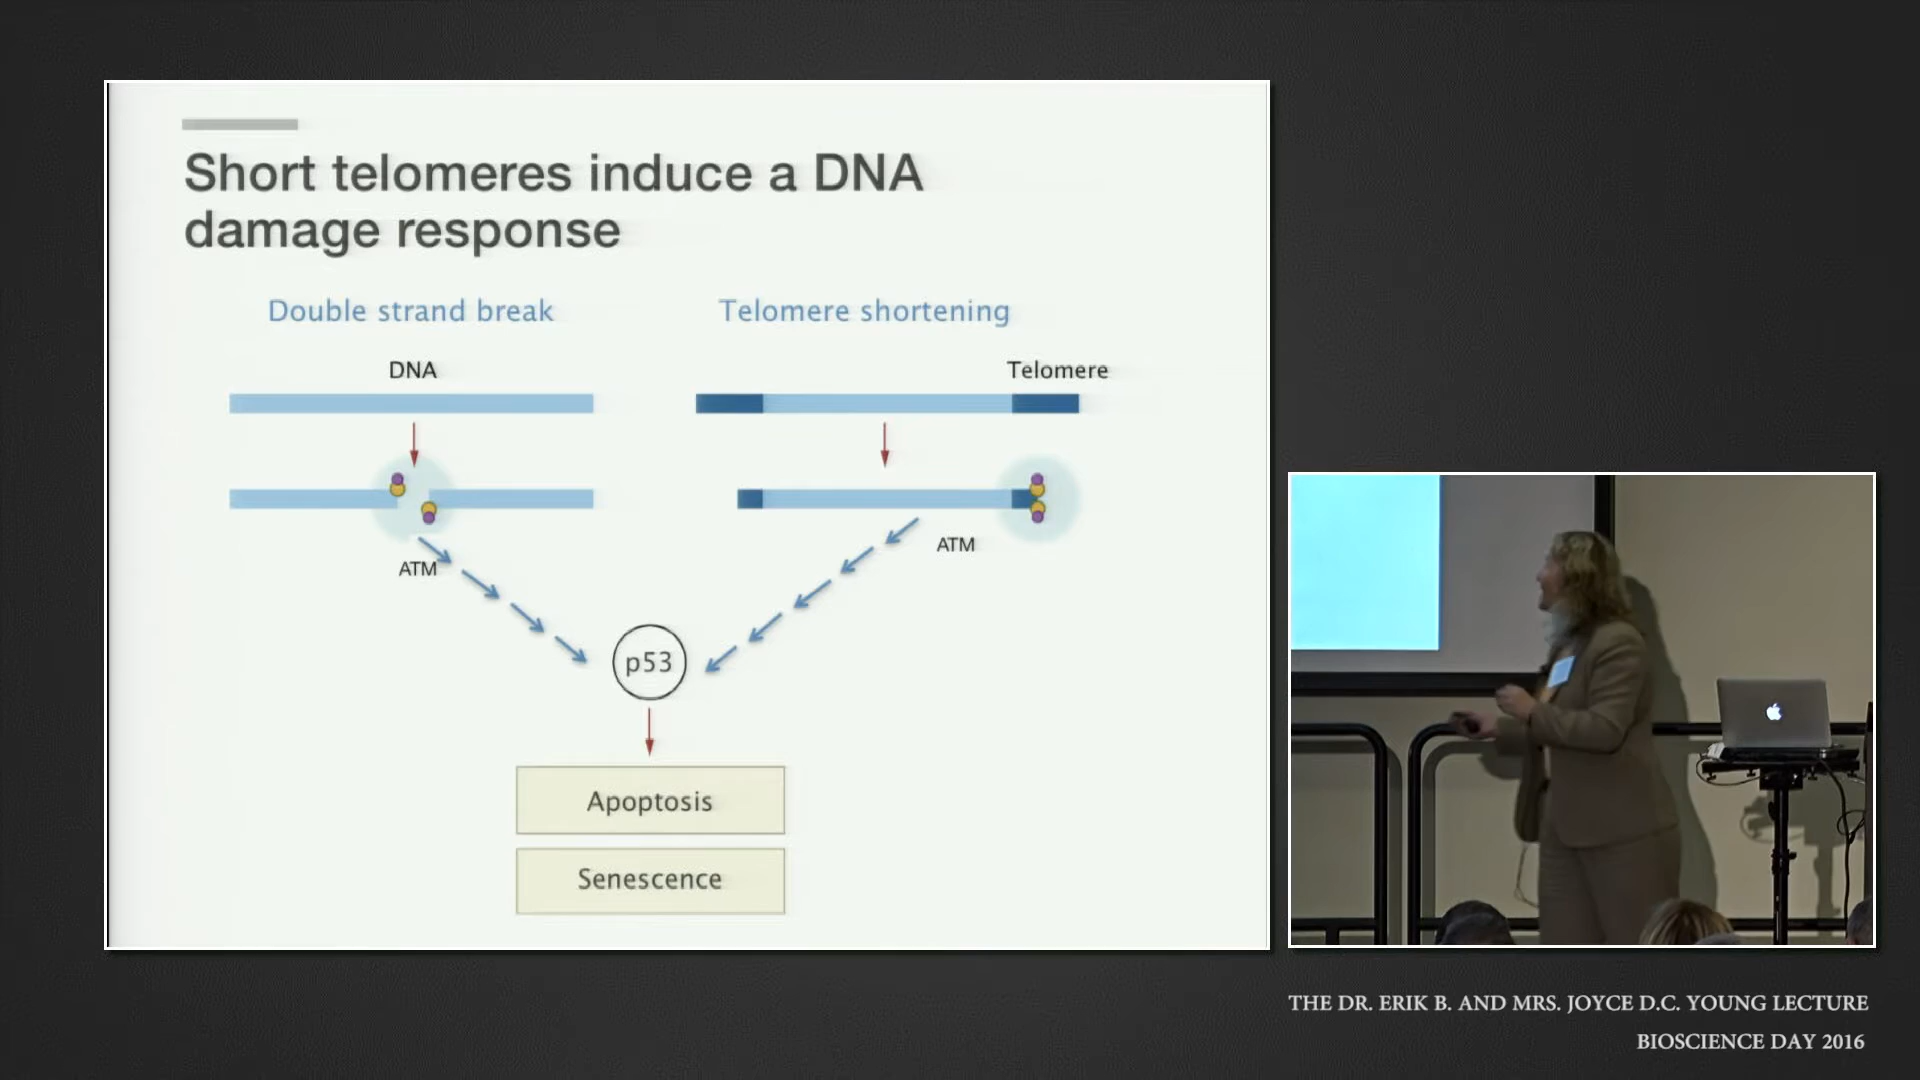 Short telomeres induce a DNA
damage response
Double strand break
Telomere shortening
DNA
Telomere
ATM
ATM
p53
Apoptosis
Senescence
THE DR. ERIK B. AND MRS. JOYCE D.C. YOUNG LECTURE
BIOSCIENCE DAY 2016